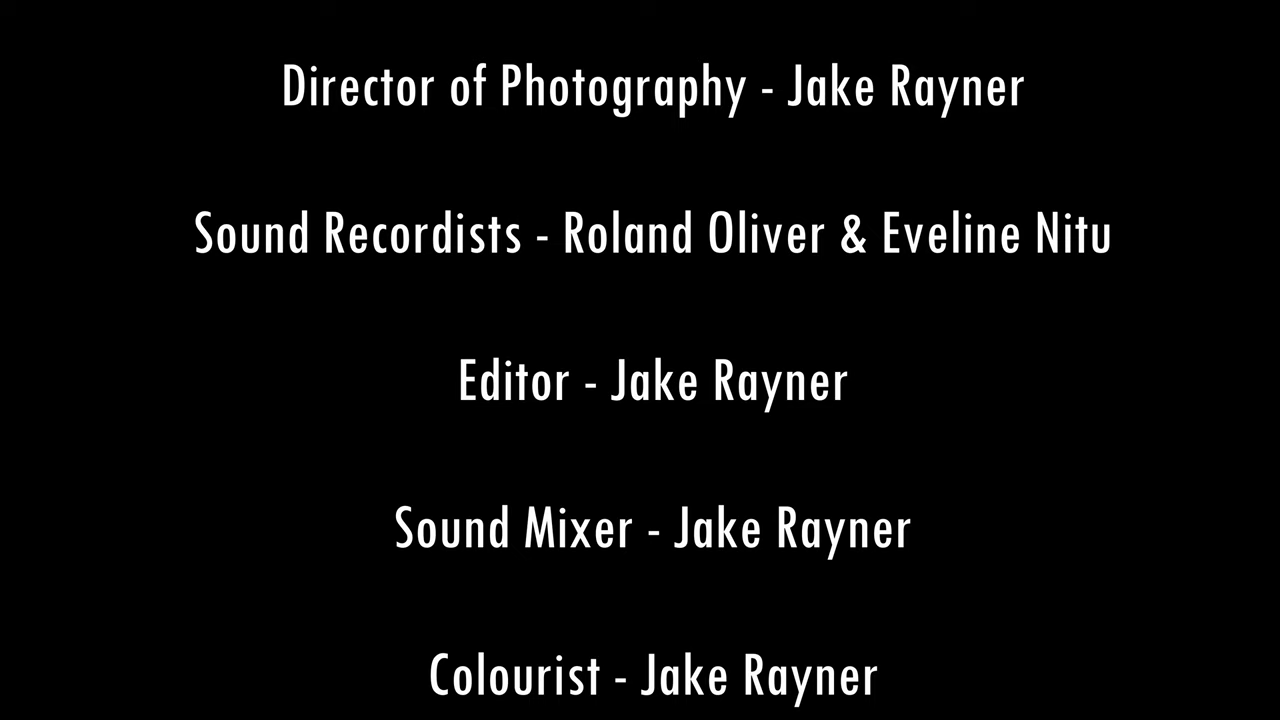 Director of Photography - Jake Rayner
Sound Recordists - Roland Oliver & Eveline Nitu
Editor - Jake Rayner
Sound Mixer - Jake Rayner
Colourist - Jake Rayner